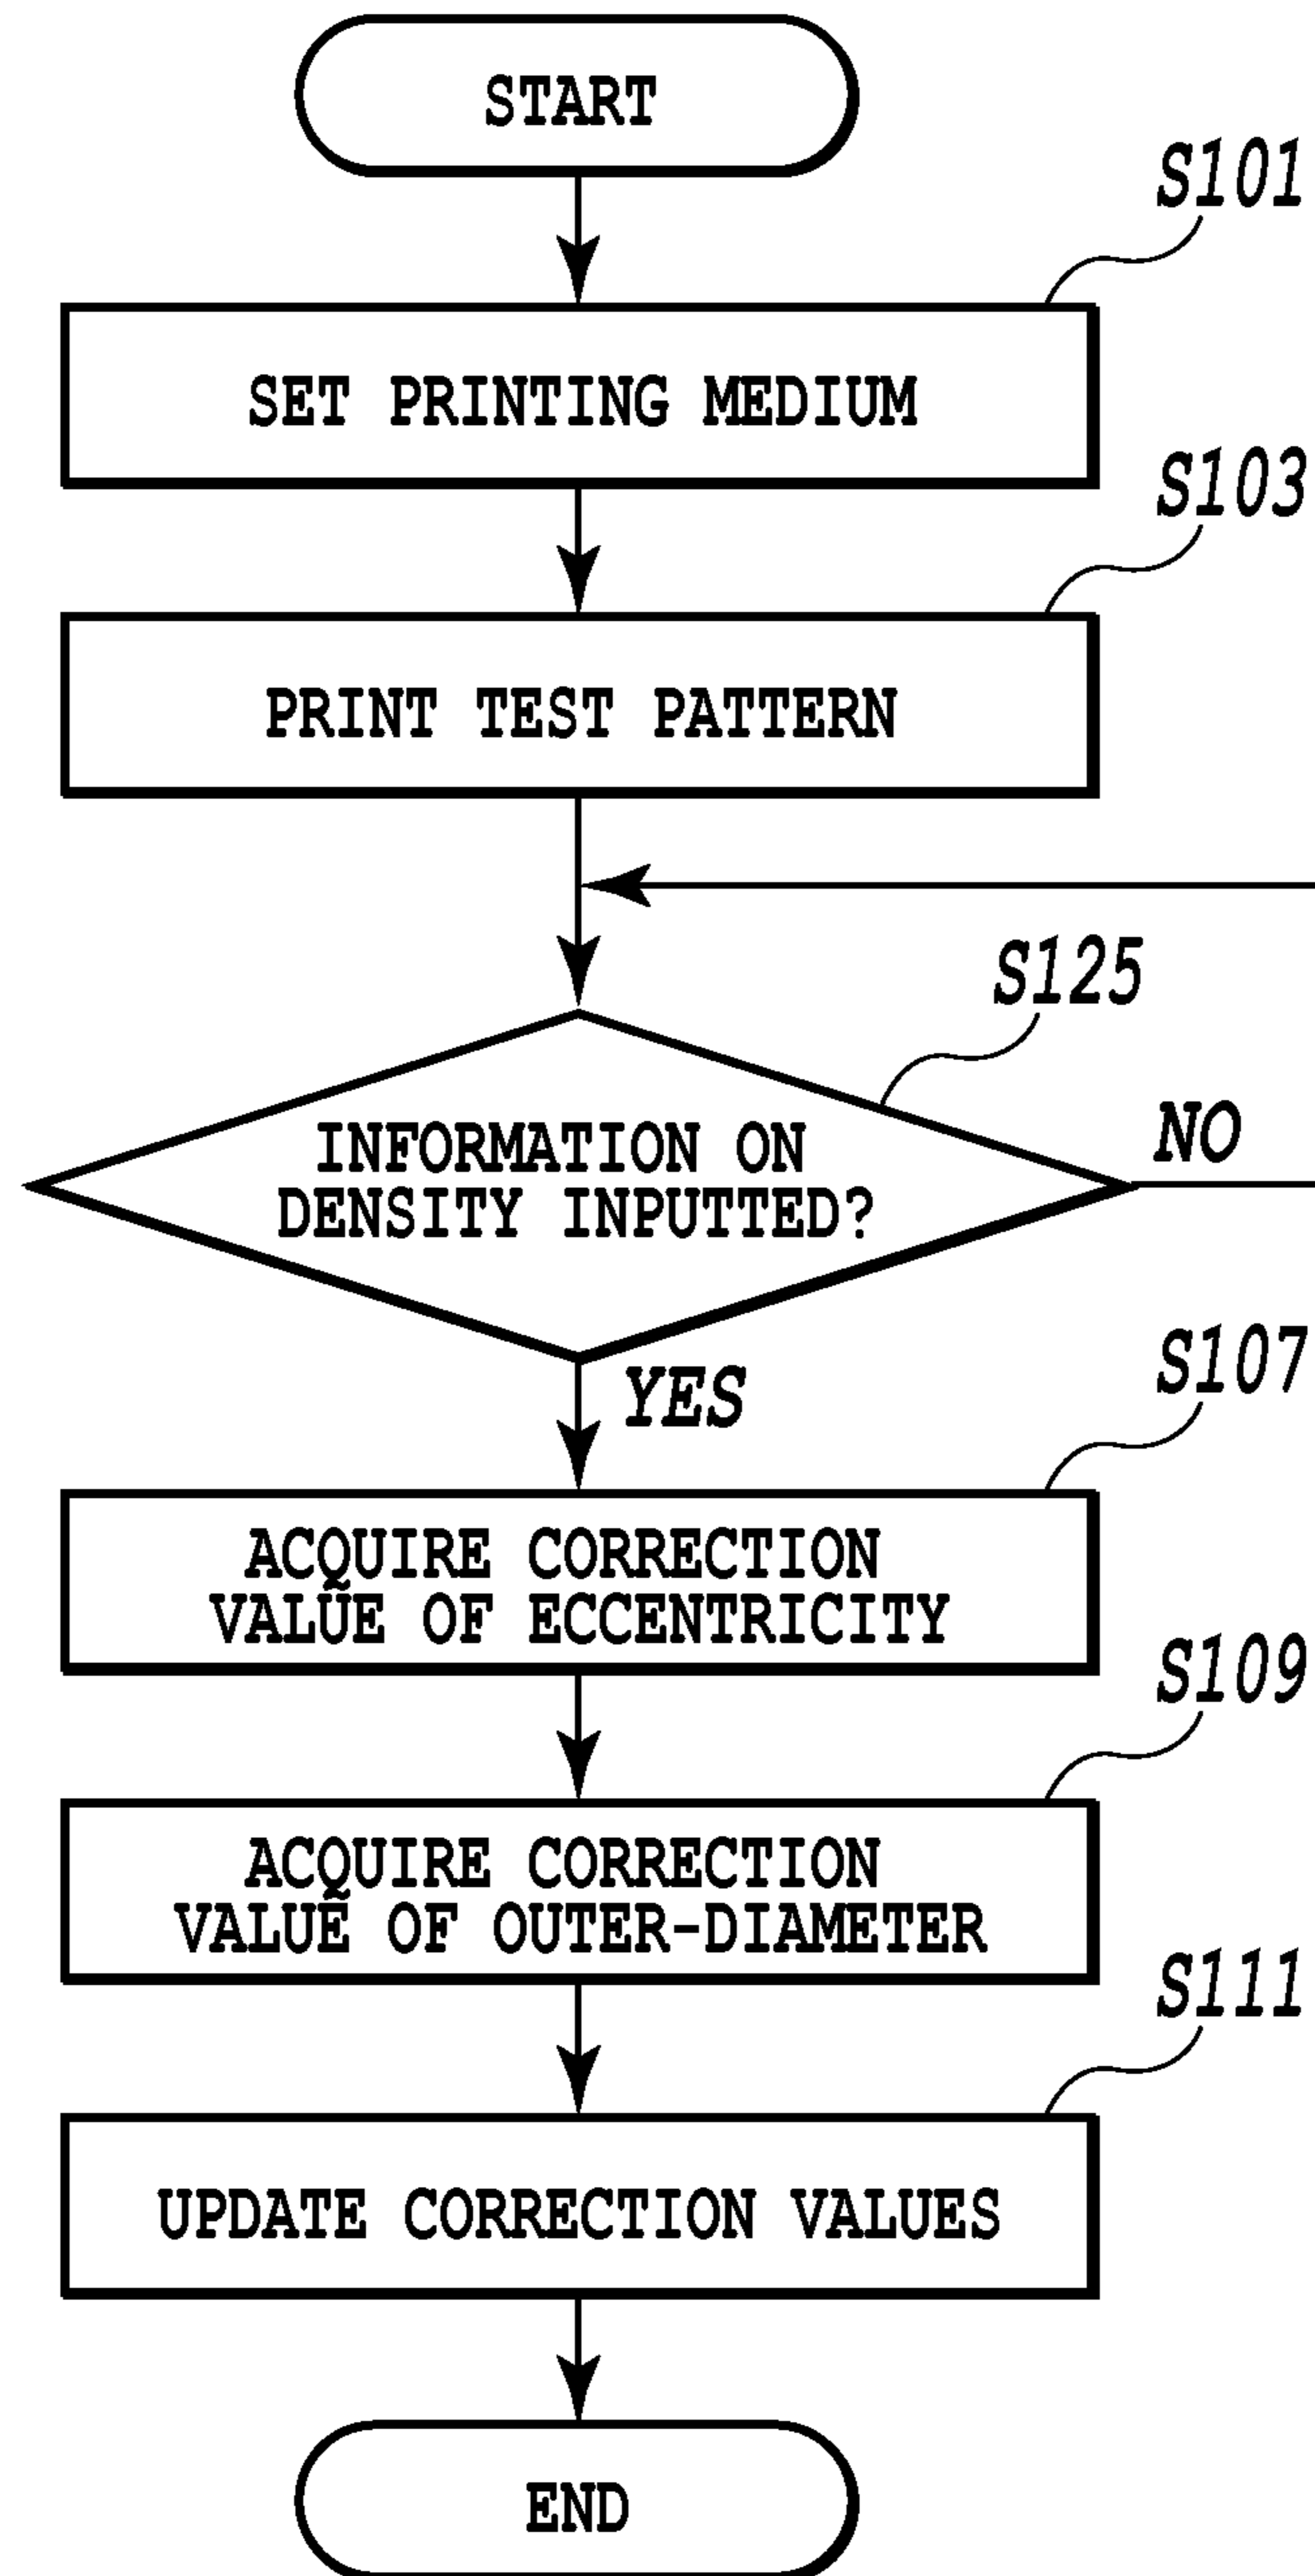 START
S101
SET PRINTING MEDIUM
S103
PRINT TEST PATTERN
S125
INFORMATION ON
DENSITY INPUTTED?
NO
YES
S107
ACQUIRE CORRECTION
VALUE OF ECCENTRICITY
S109
ACQUIRE CORRECTION
VALUE OF OUTER-DIAMETER
S111
UPDATE CORRECTION VALUES
END